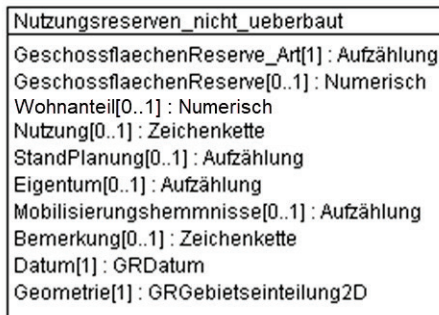 Nutzungsreserven_nicht_ueberbaut
GeschossflaechenReserve_Art[1] : Aufzählung
GeschossflaechenReserve[0..1] : Numerisch
Wohnanteil[0..1] : Numerisch
Nutzung[0..1] : Zeichenkette
StandPlanung[0..1] : Aufzählung
Eigentum[0..1] : Aufzählung
Mobilisierungshemmnisse[0..1] : Aufzählung
Bemerkung[0..1] : Zeichenkette
Datum[1] : GRDatum
Geometrie[1] : GRGebietseinteilung2D